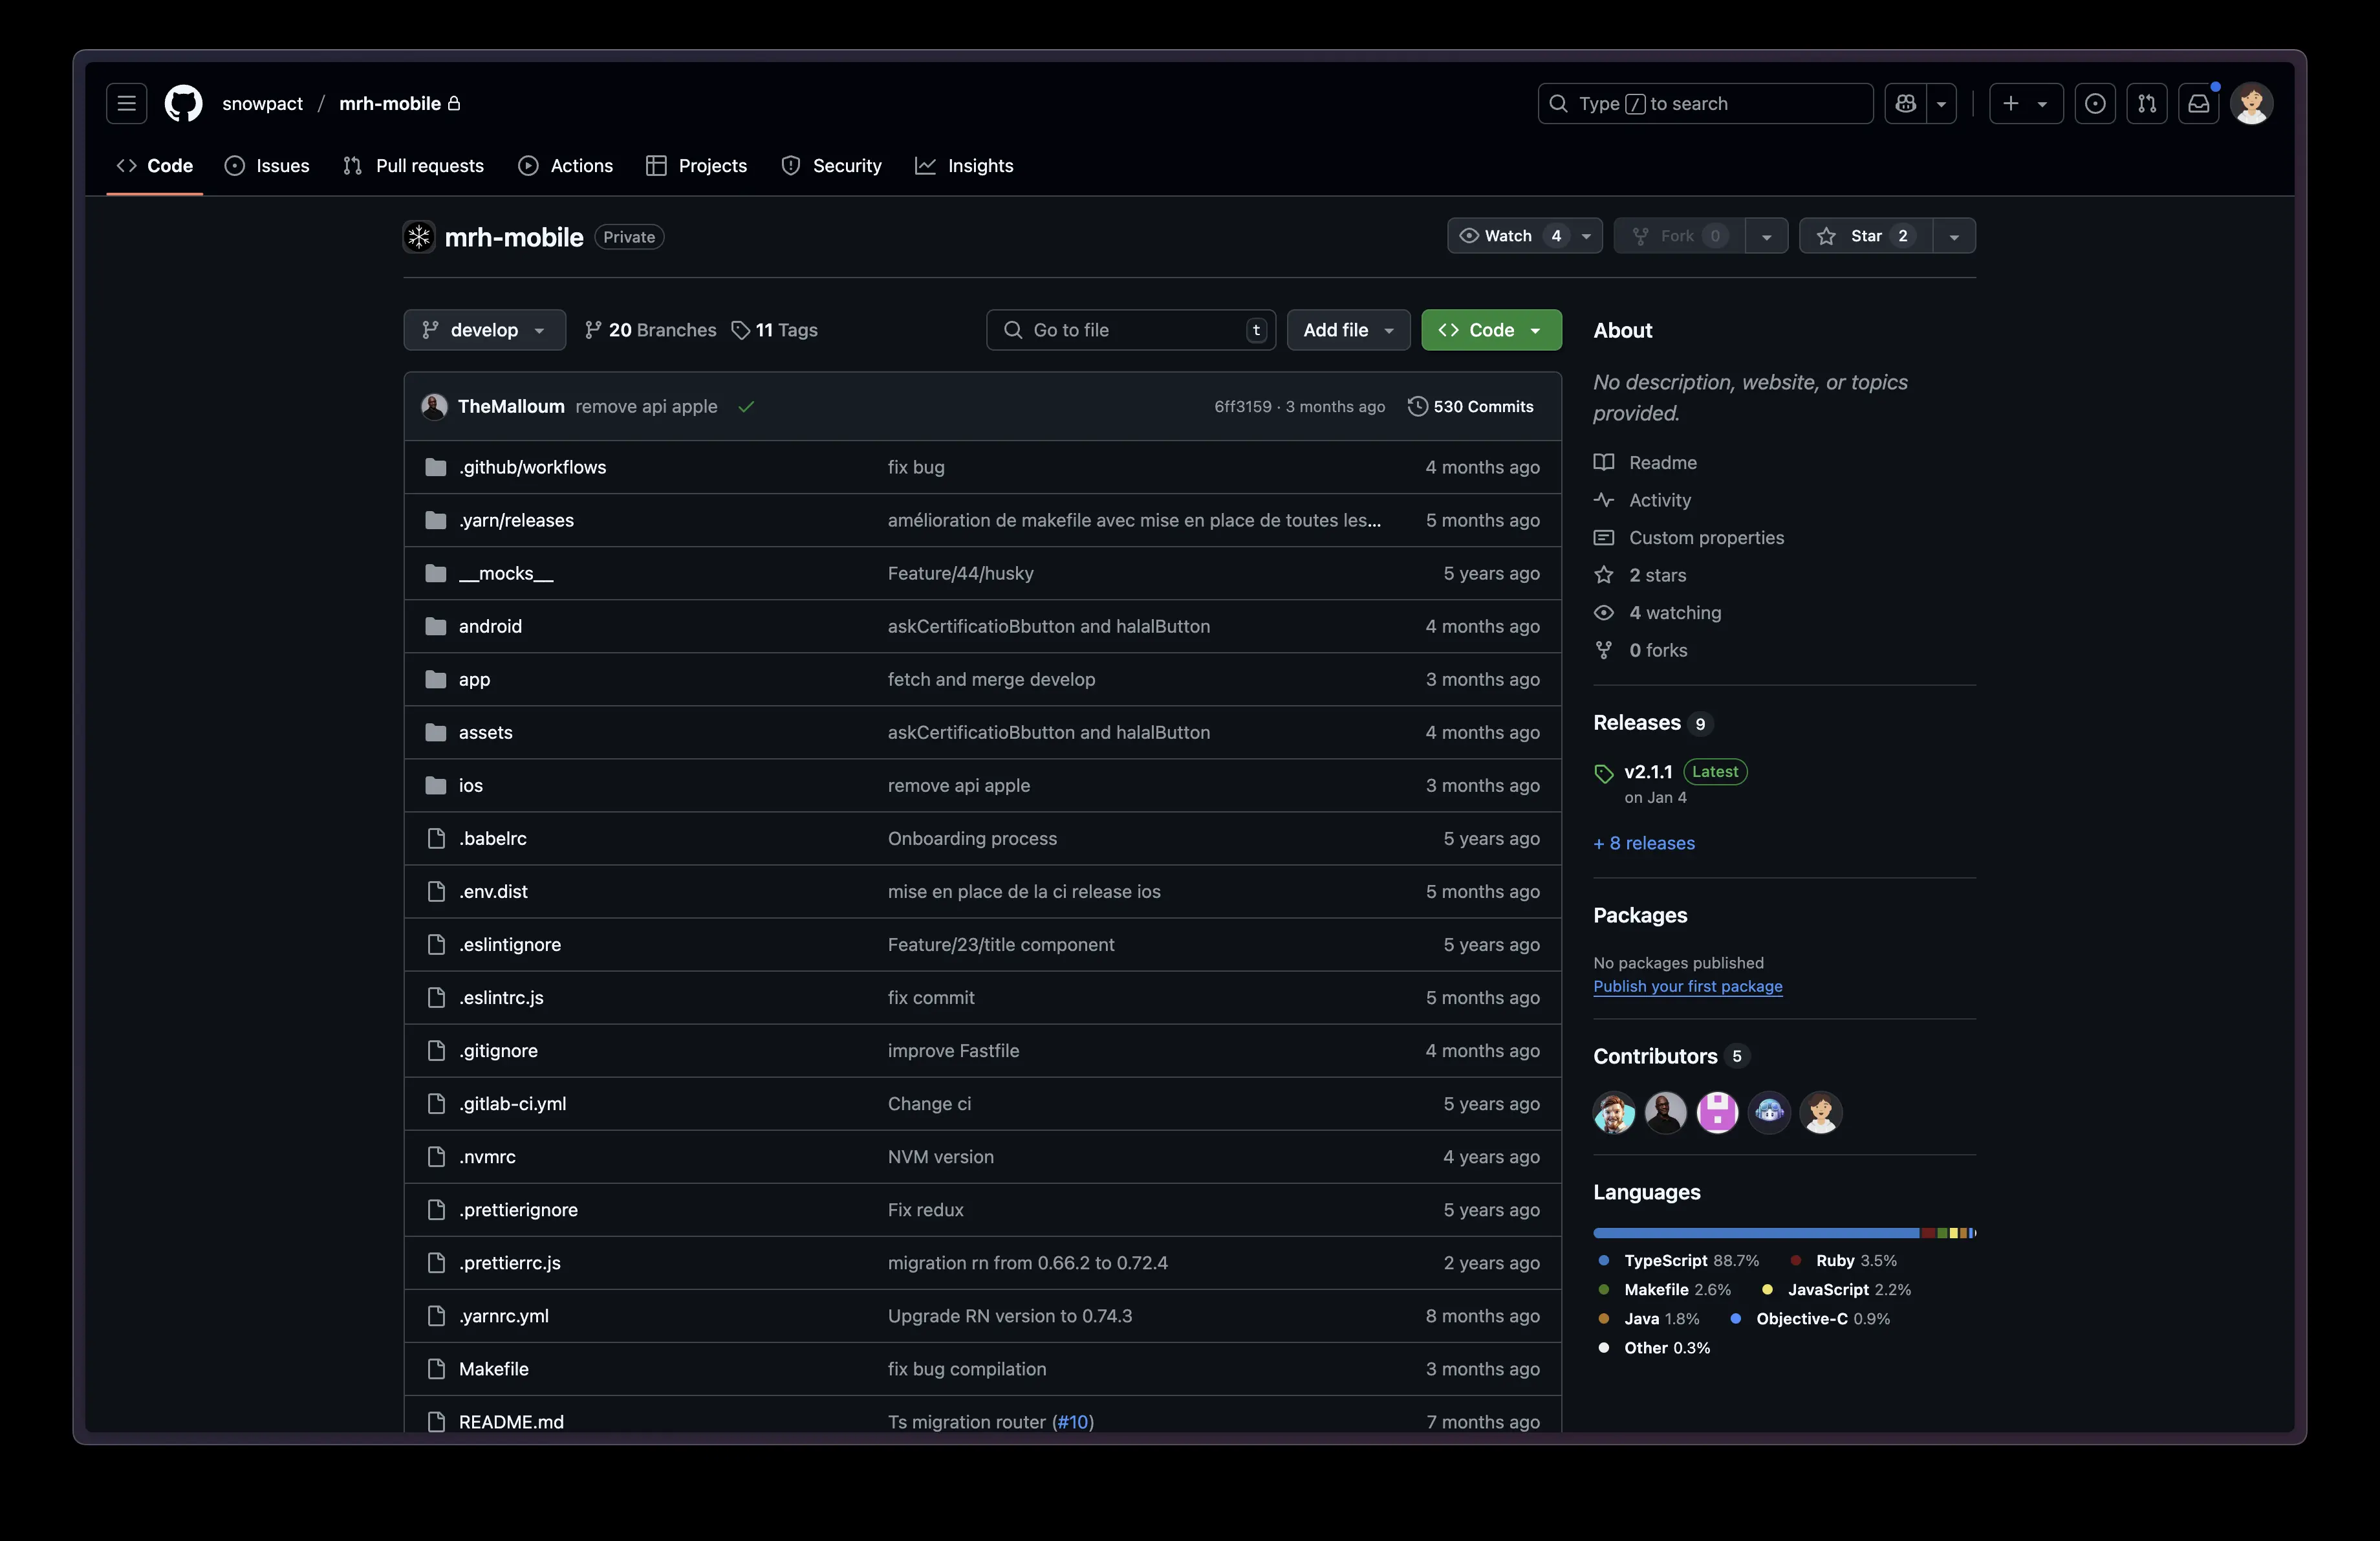 snowpact / mrh-mobile
Type / to search
Code Issues Pull requests Actions Projects Security Insights
mrh-mobile Private
Watch 4 Fork 0 Star 2
develop 20 Branches 11 Tags Go to file t Add file Code
TheMalloum remove api apple 6ff3159 · 3 months ago 530 Commits
.github/workflows fix bug 4 months ago
.yarn/releases amélioration de makefile avec mise en place de toutes les... 5 months ago
__mocks__ Feature/44/husky 5 years ago
android askCertificatioBbutton and halalButton 4 months ago
app fetch and merge develop 3 months ago
assets askCertificatioBbutton and halalButton 4 months ago
ios remove api apple 3 months ago
.babelrc Onboarding process 5 years ago
.env.dist mise en place de la ci release ios 5 months ago
.eslintignore Feature/23/title component 5 years ago
.eslintrc.js fix commit 5 months ago
.gitignore improve Fastfile 4 months ago
.gitlab-ci.yml Change ci 5 years ago
.nvmrc NVM version 4 years ago
.prettierignore Fix redux 5 years ago
.prettierrc.js migration rn from 0.66.2 to 0.72.4 2 years ago
.yarnrc.yml Upgrade RN version to 0.74.3 8 months ago
Makefile fix bug compilation 3 months ago
README.md Ts migration router (#10) 7 months ago
About
No description, website, or topics
provided.
Readme
Activity
Custom properties
2 stars
4 watching
0 forks
Releases 9
v2.1.1 Latest
on Jan 4
+ 8 releases
Packages
No packages published
Publish your first package
Contributors 5
Languages
TypeScript 88.7% Ruby 3.5%
Makefile 2.6% JavaScript 2.2%
Java 1.8% Objective-C 0.9%
Other 0.3%